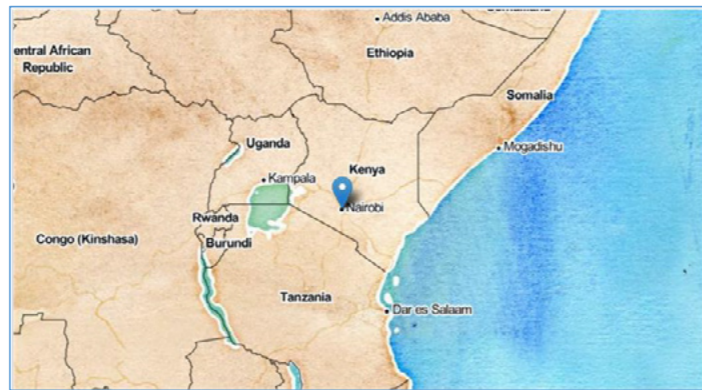 Addis Ababa
entral African
Republic
Ethiopia
Somalia
Uganda
Mogadishu
Kenya
Kampala
Nairobi
Rwanda
Congo (Kinshasa)
Burundi
Tanzania
Dar es Salaam